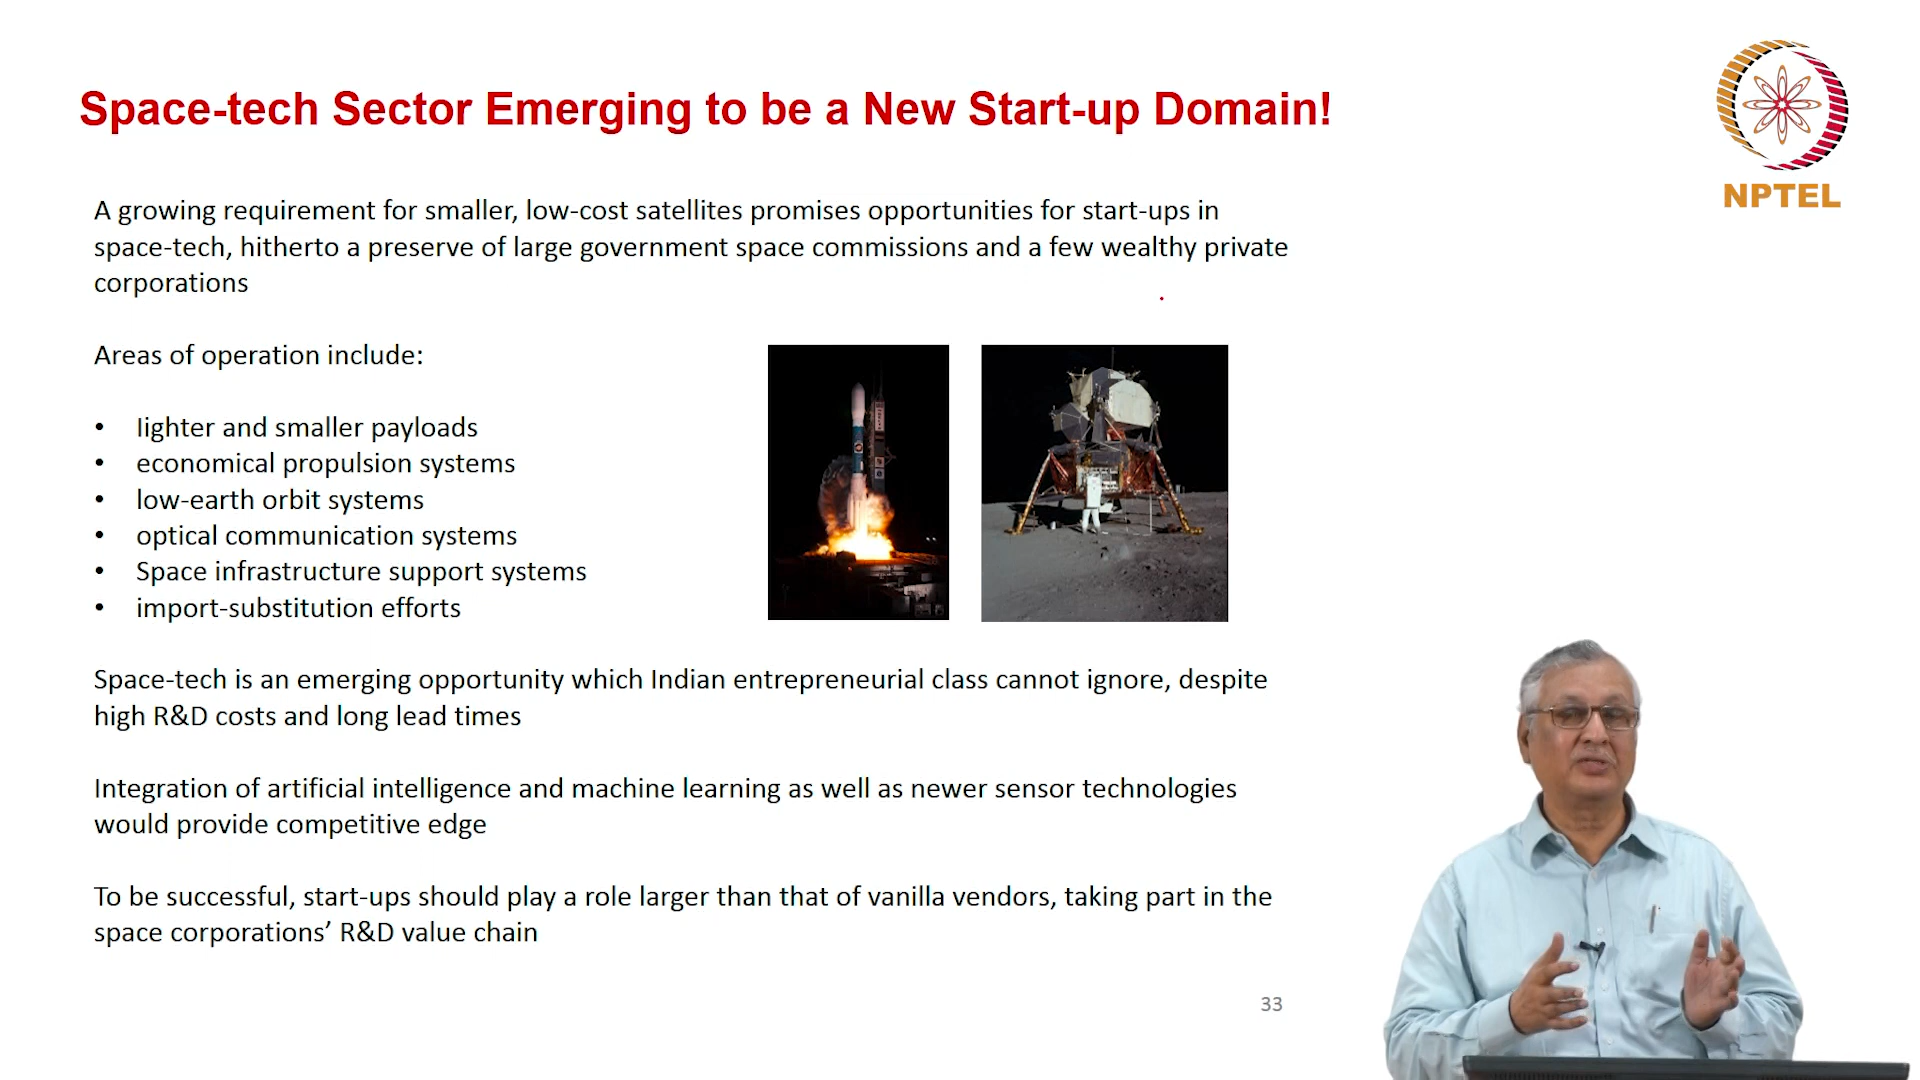 Space-tech Sector Emerging to be a New Start-up Domain!
NPTEL
A growing requirement for smaller, low-cost satellites promises opportunities for start-ups in
space-tech, hitherto a preserve of large government space commissions and a few wealthy private
corporations
Areas of operation include:
• lighter and smaller payloads
• economical propulsion systems
• low-earth orbit systems
• optical communication systems
• Space infrastructure support systems
• import-substitution efforts
Space-tech is an emerging opportunity which Indian entrepreneurial class cannot ignore, despite
high R&D costs and long lead times
Integration of artificial intelligence and machine learning as well as newer sensor technologies
would provide competitive edge
To be successful, start-ups should play a role larger than that of vanilla vendors, taking part in the
space corporations’ R&D value chain
33